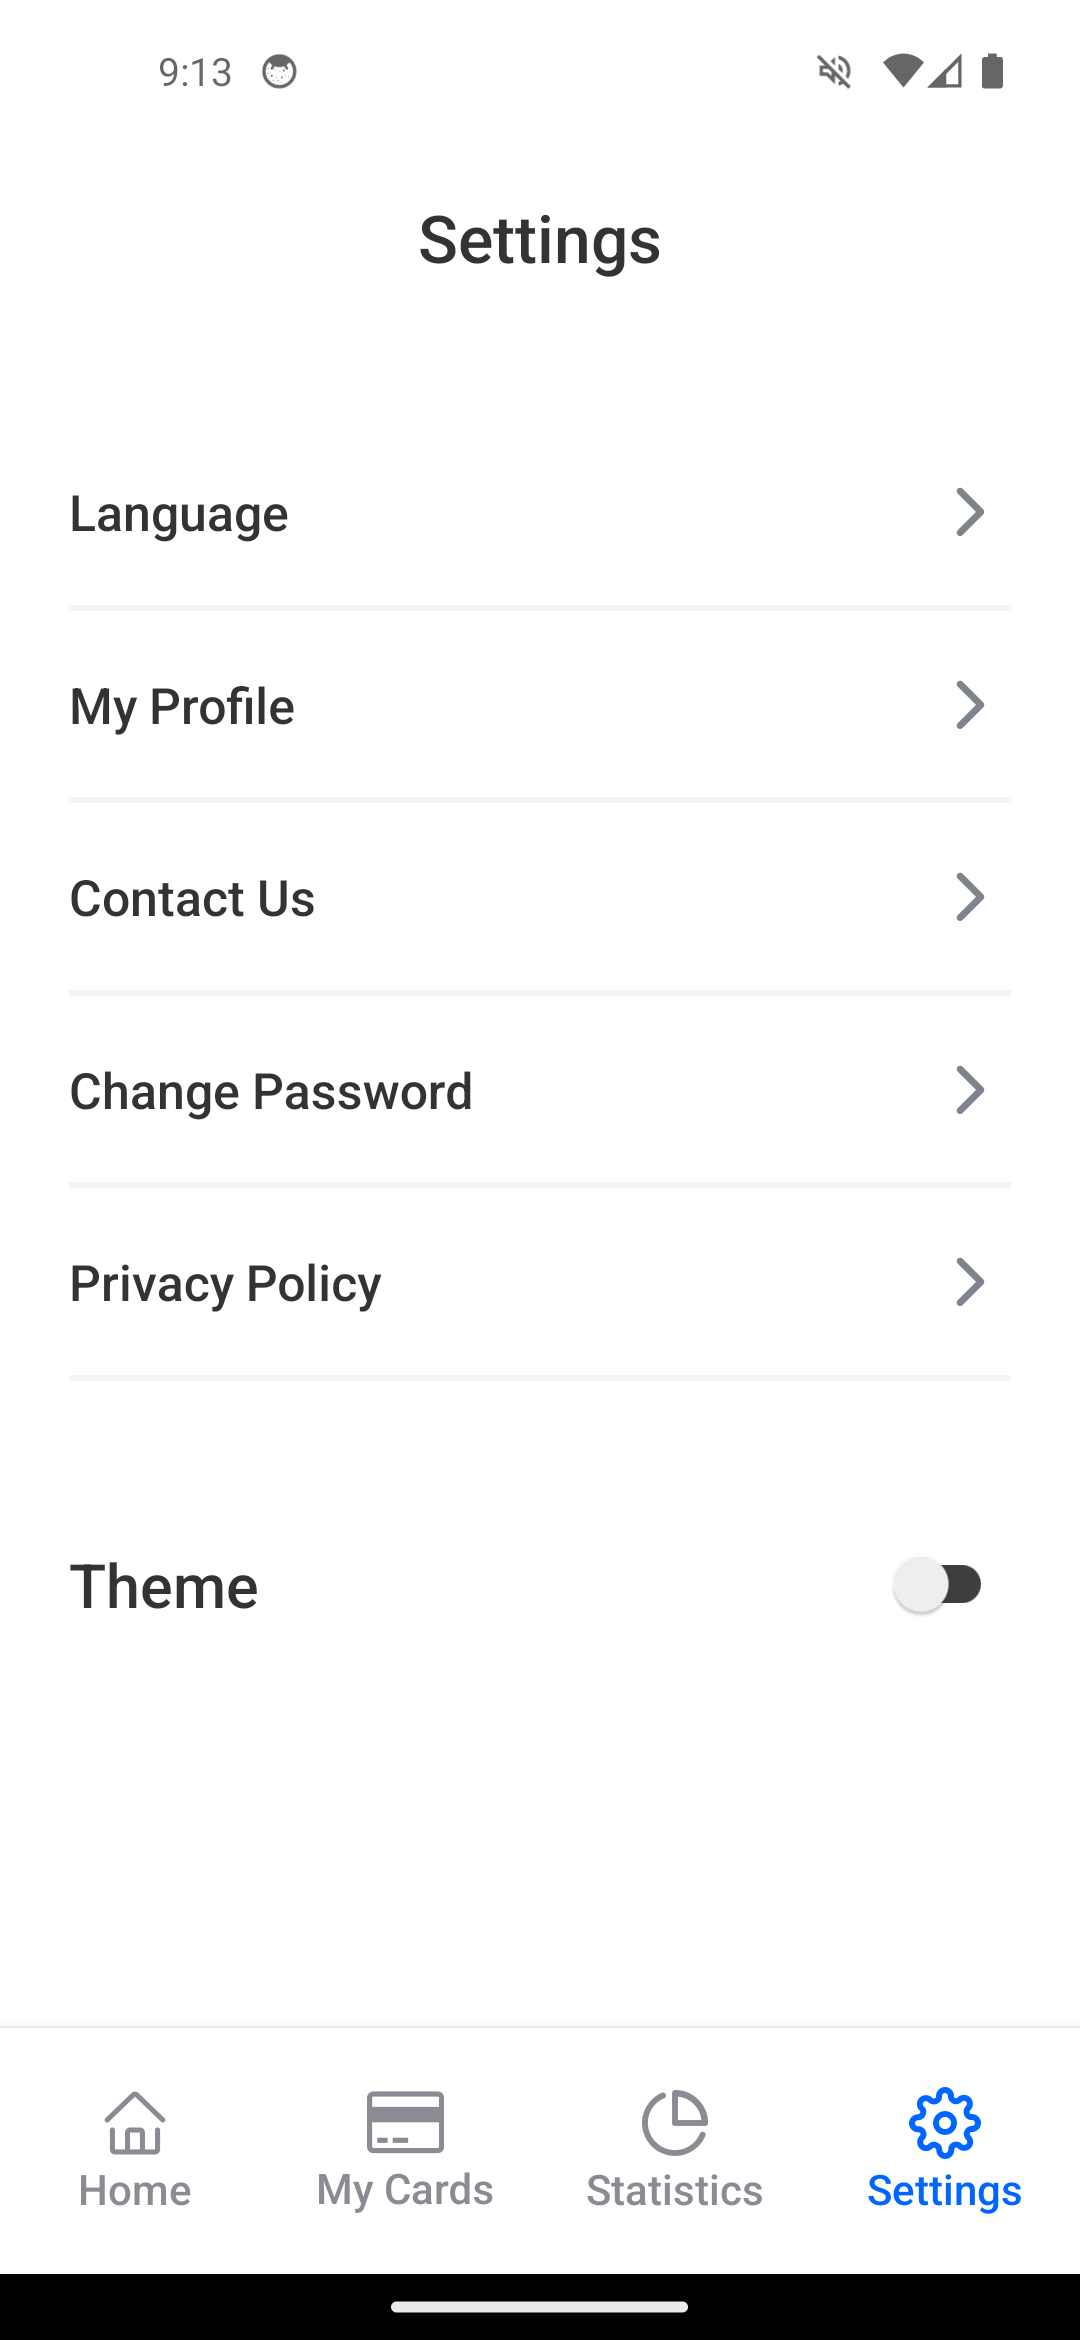 9:13
Settings
Language
My Profile
Contact Us
Change Password
Privacy Policy
Theme
Home
My Cards
Statistics
Settings